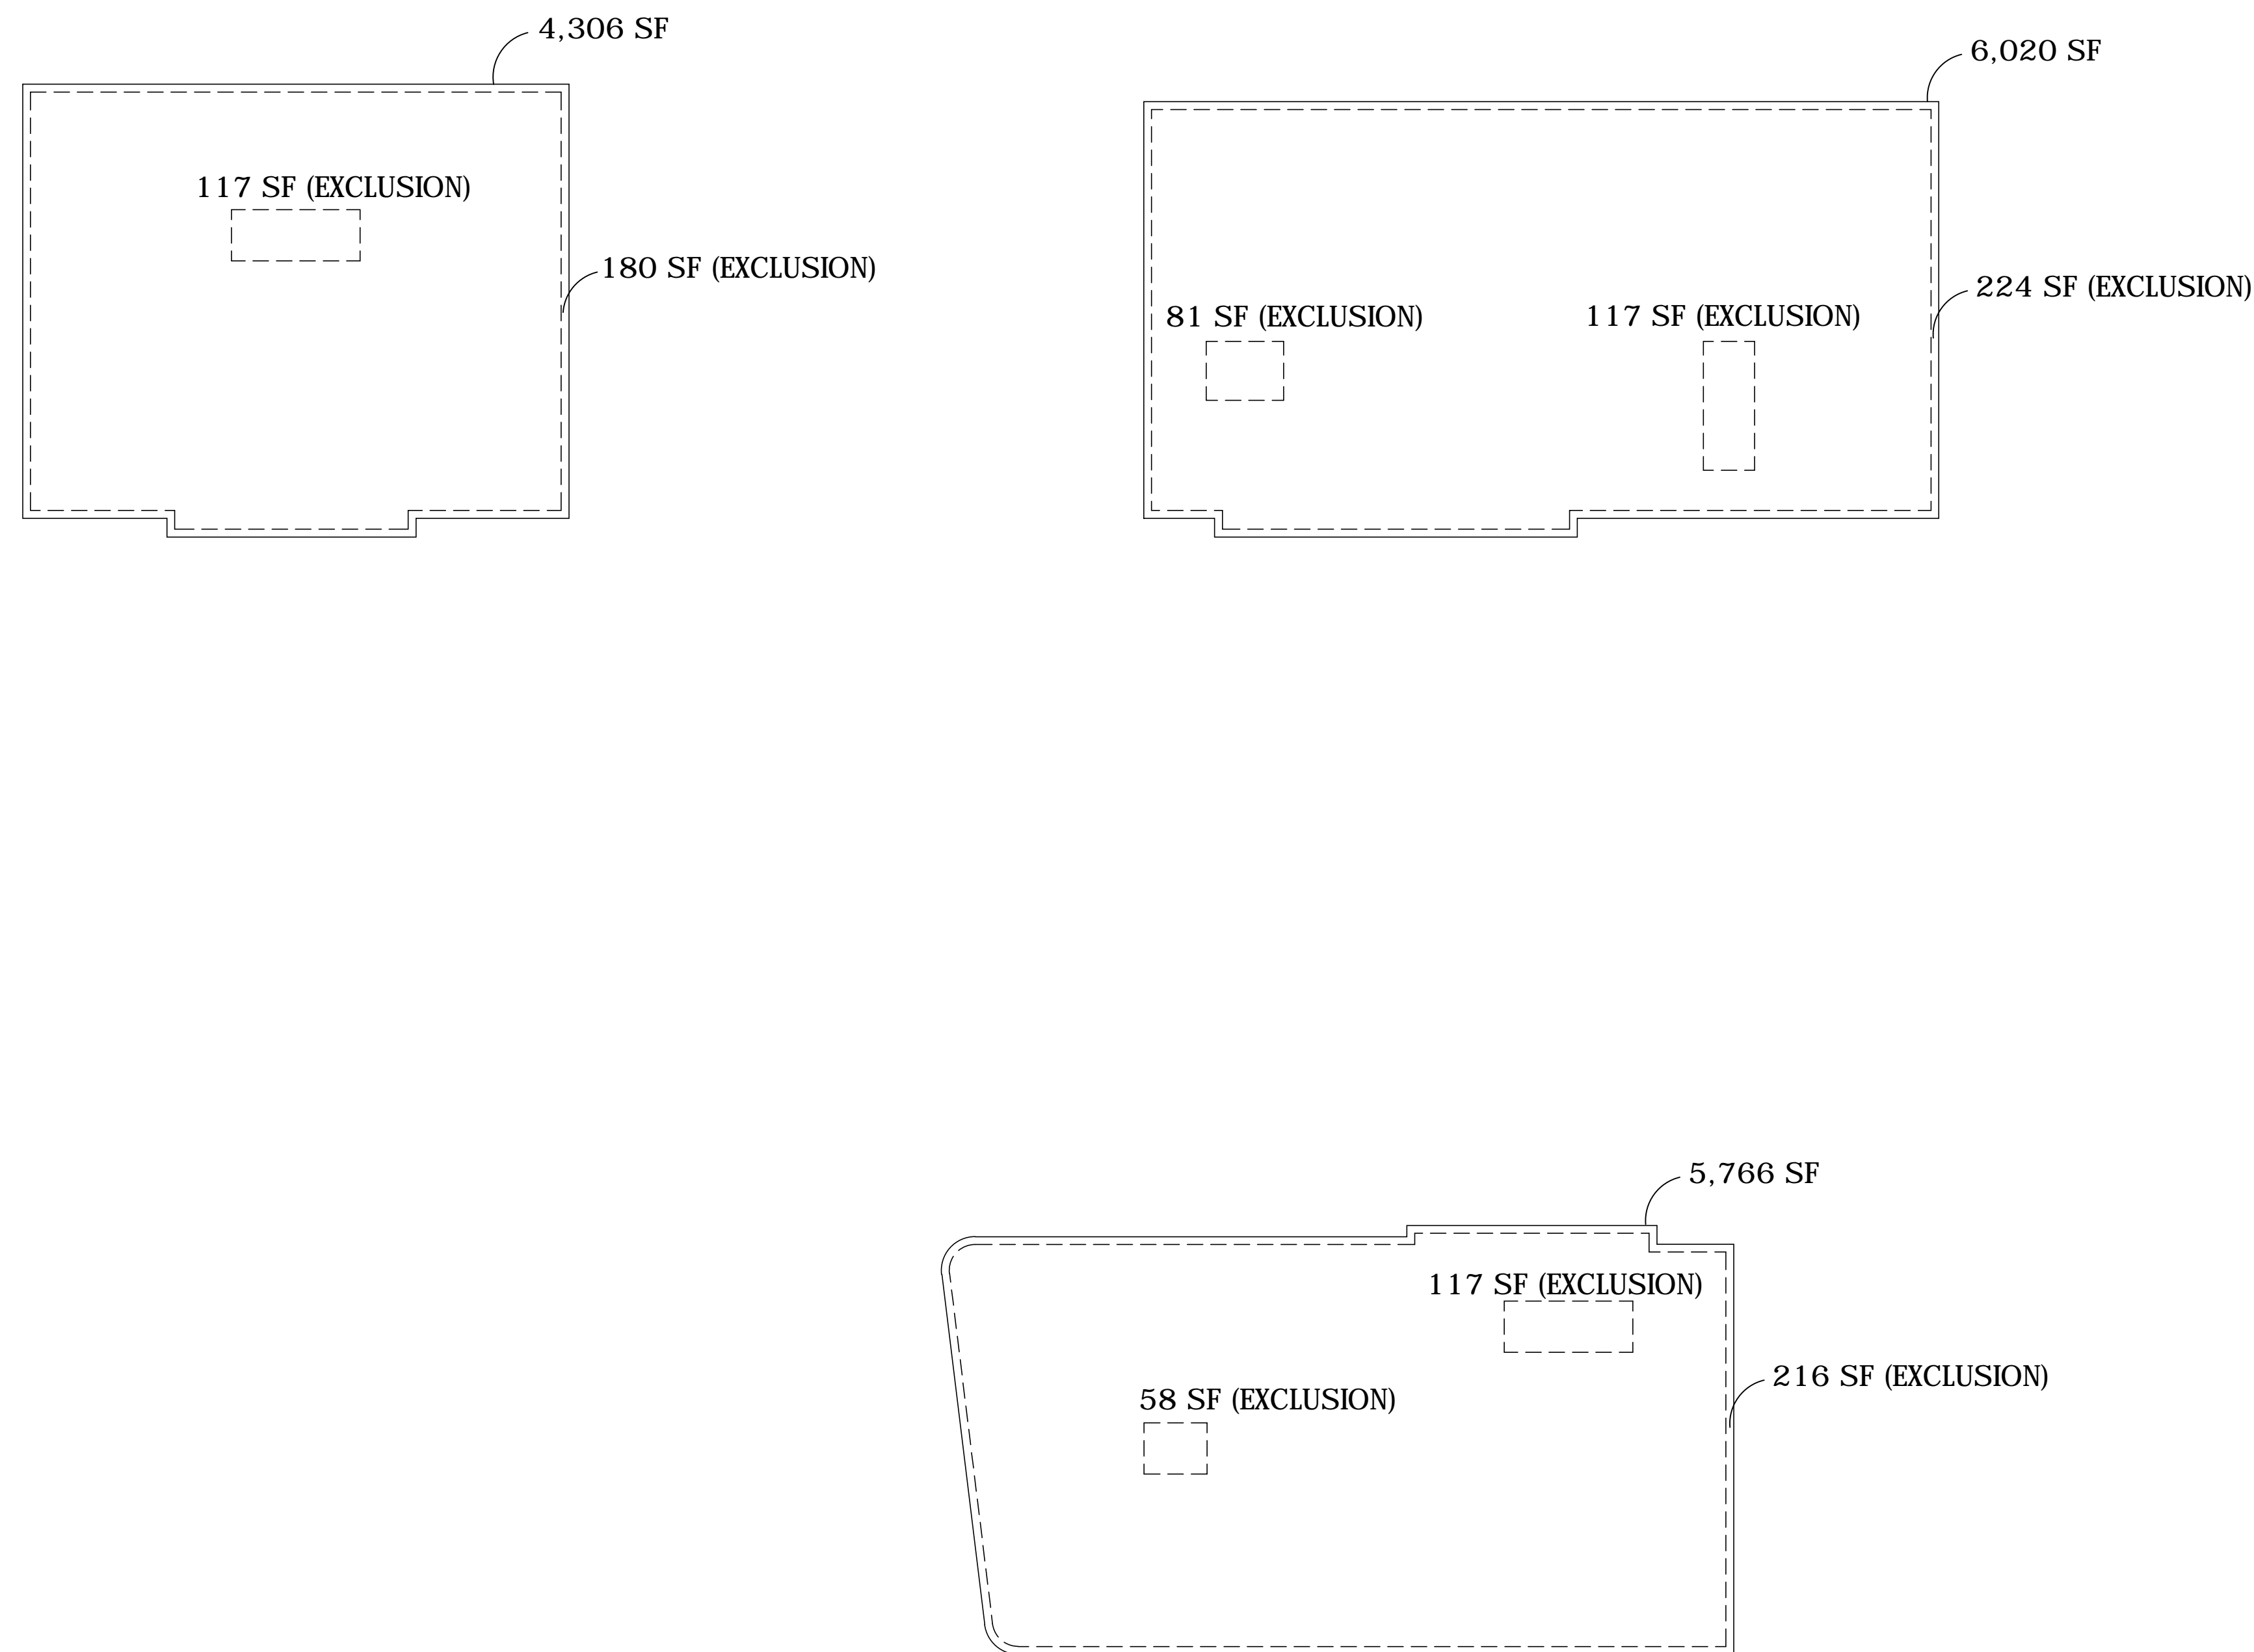 4,306 SF
6,020 SF
117 SF (EXCLUSION)
180 SF (EXCLUSION)
224 SF (EXCLUSION)
81 SF (EXCLUSION)
117 SF (EXCLUSION)
5,766 SF
117 SF (EXCLUSION)
216 SF (EXCLUSION)
58 SF (EXCLUSION)